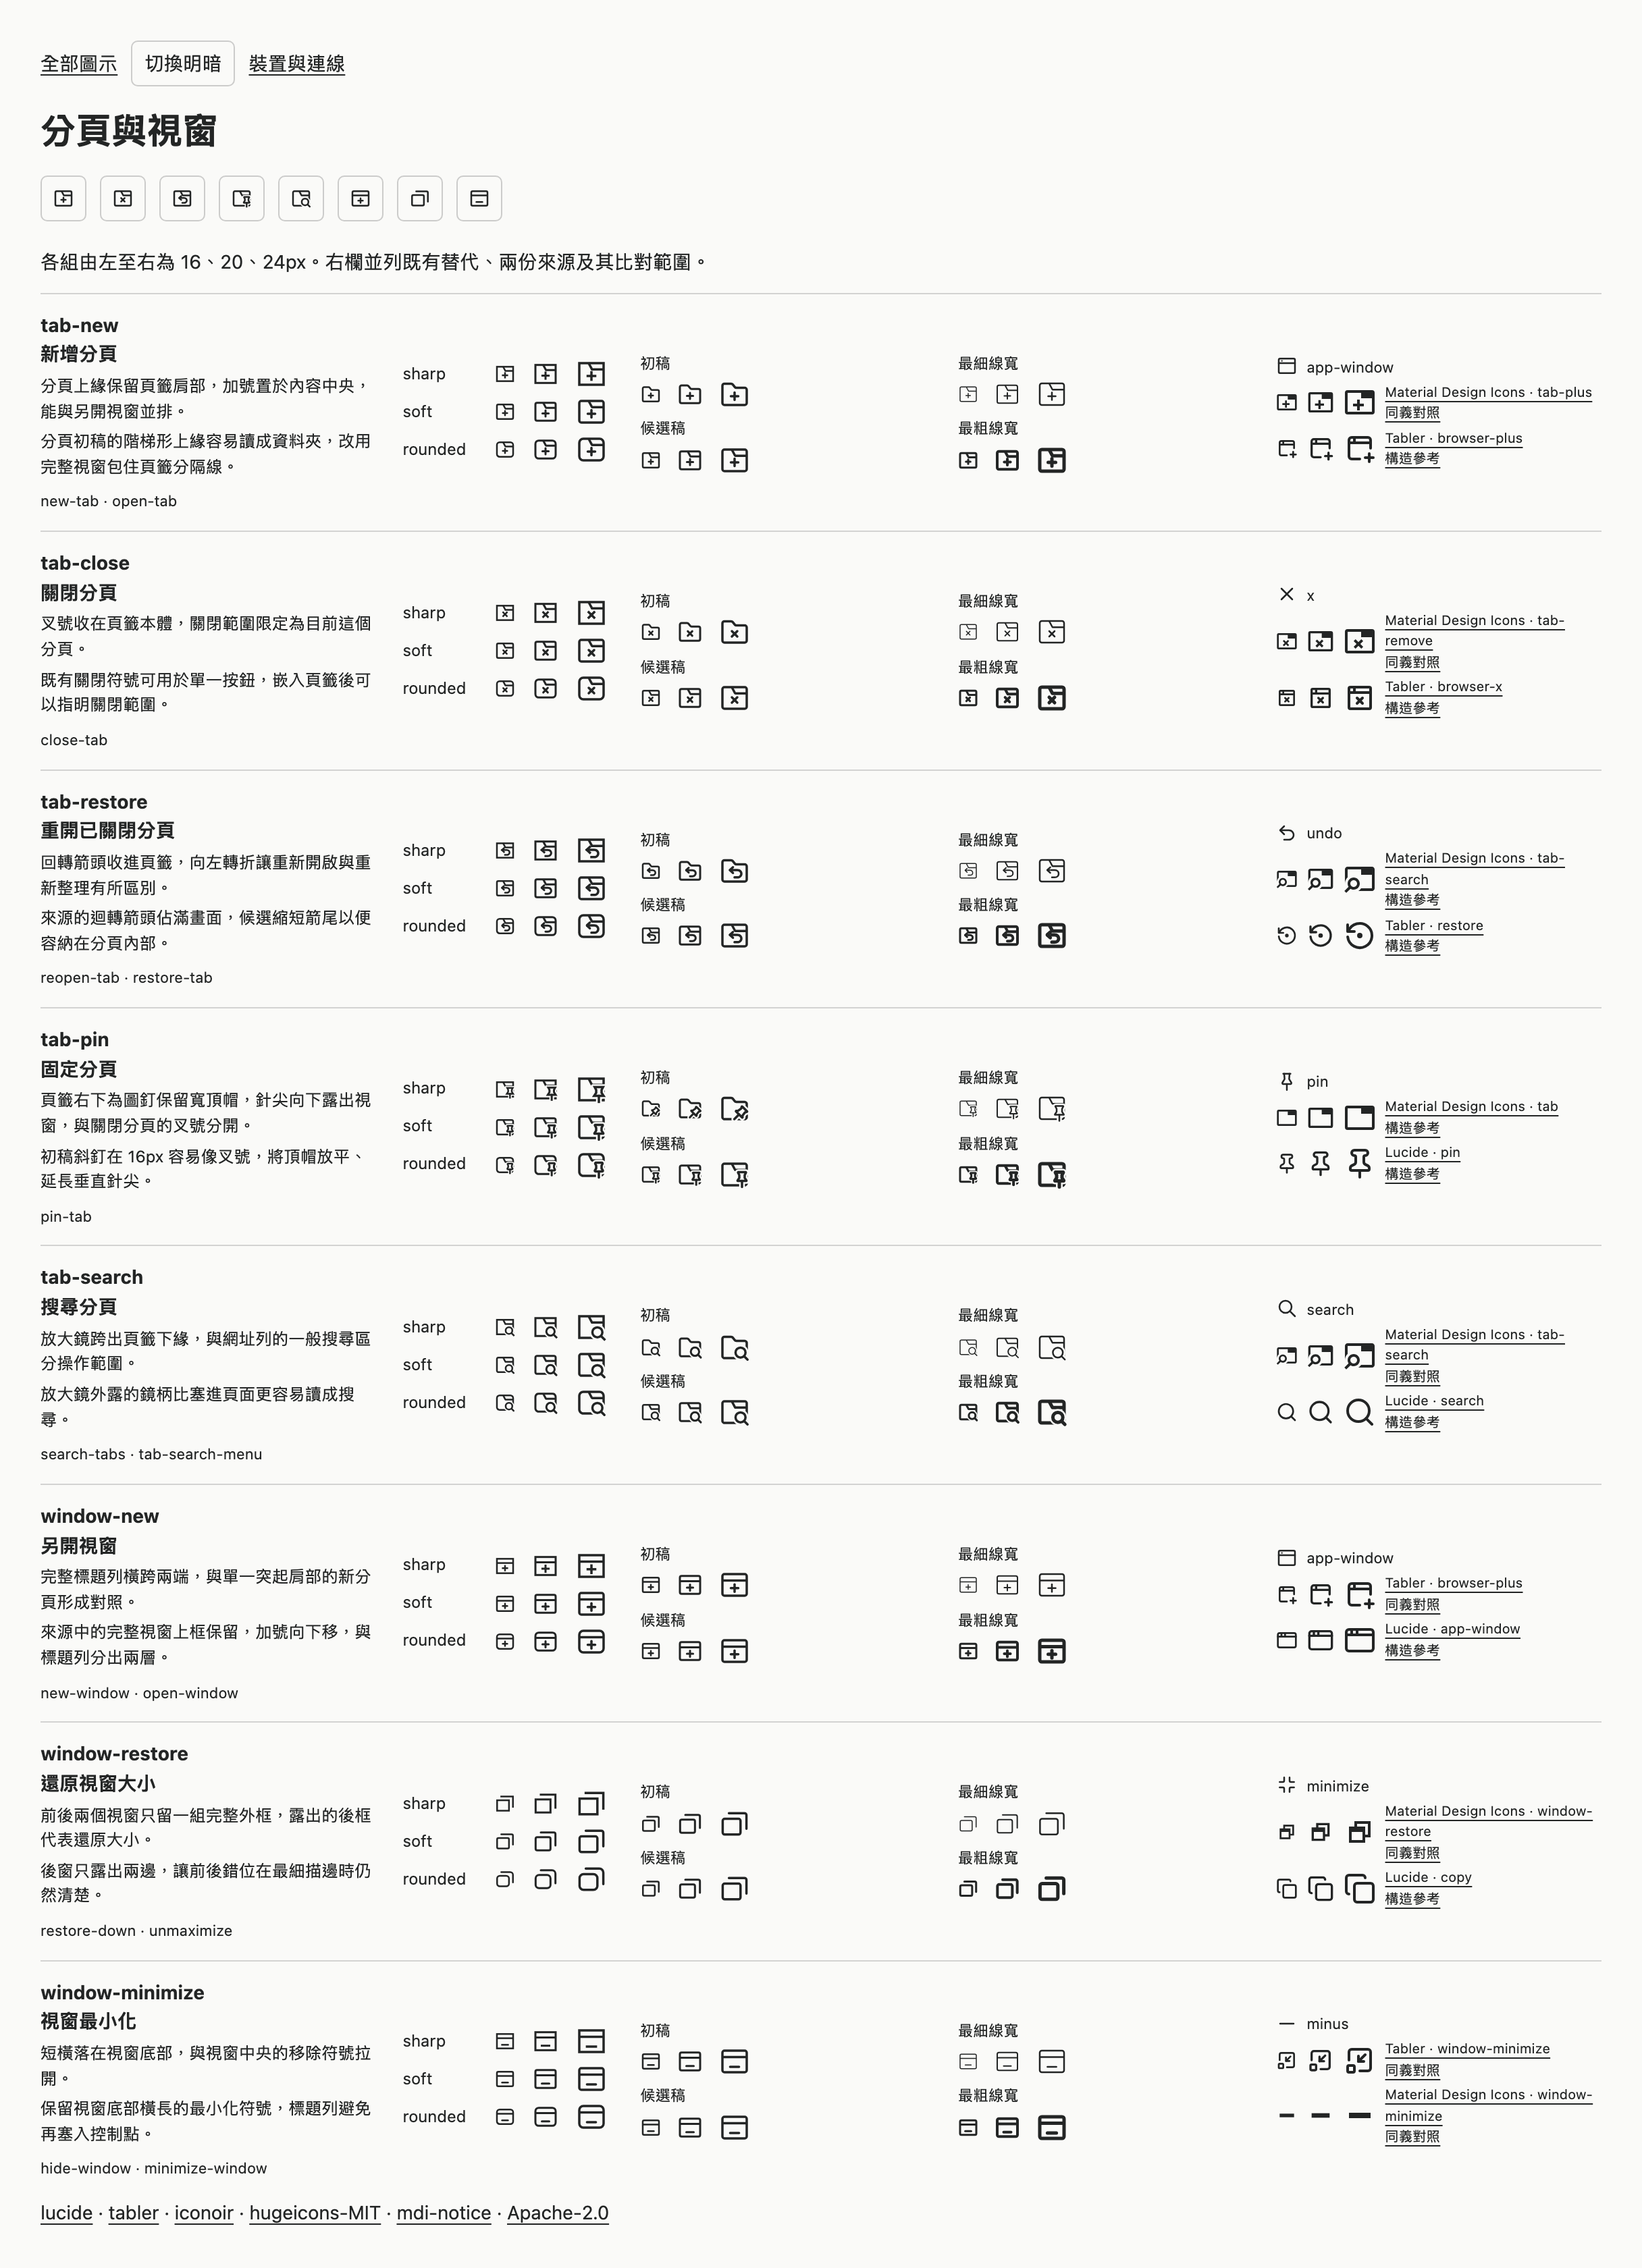 全部圖示 切換明暗 裝置與連線
分頁與視窗
各組由左至右為 16、20、24px。右欄並列既有替代、兩份來源及其比對範圍。
tab-new
新增分頁
分頁上緣保留頁籤肩部，加號置於內容中央，
能與另開視窗並排。
分頁初稿的階梯形上緣容易讀成資料夾，改用
完整視窗包住頁籤分隔線。
new-tab · open-tab
sharp
soft
rounded
初稿
候選稿
最細線寬
最粗線寬
app-window
Material Design Icons · tab-plus
同義對照
Tabler · browser-plus
構造參考
tab-close
關閉分頁
叉號收在頁籤本體，關閉範圍限定為目前這個
分頁。
既有關閉符號可用於單一按鈕，嵌入頁籤後可
以指明關閉範圍。
close-tab
sharp
soft
rounded
初稿
候選稿
最細線寬
最粗線寬
x
Material Design Icons · tab-
remove
同義對照
Tabler · browser-x
構造參考
tab-restore
重開已關閉分頁
回轉箭頭收進頁籤，向左轉折讓重新開啟與重
新整理有所區別。
來源的迴轉箭頭佔滿畫面，候選縮短箭尾以便
容納在分頁內部。
reopen-tab · restore-tab
sharp
soft
rounded
初稿
候選稿
最細線寬
最粗線寬
undo
Material Design Icons · tab-
search
構造參考
Tabler · restore
構造參考
tab-pin
固定分頁
頁籤右下為圖釘保留寬頂帽，針尖向下露出視
窗，與關閉分頁的叉號分開。
初稿斜釘在 16px 容易像叉號，將頂帽放平、
延長垂直針尖。
pin-tab
sharp
soft
rounded
初稿
候選稿
最細線寬
最粗線寬
pin
Material Design Icons · tab
構造參考
Lucide · pin
構造參考
tab-search
搜尋分頁
放大鏡跨出頁籤下緣，與網址列的一般搜尋區
分操作範圍。
放大鏡外露的鏡柄比塞進頁面更容易讀成搜
尋。
search-tabs · tab-search-menu
sharp
soft
rounded
初稿
候選稿
最細線寬
最粗線寬
search
Material Design Icons · tab-
search
同義對照
Lucide · search
構造參考
window-new
另開視窗
完整標題列橫跨兩端，與單一突起肩部的新分
頁形成對照。
來源中的完整視窗上框保留，加號向下移，與
標題列分出兩層。
new-window · open-window
sharp
soft
rounded
初稿
候選稿
最細線寬
最粗線寬
app-window
Tabler · browser-plus
同義對照
Lucide · app-window
構造參考
window-restore
還原視窗大小
前後兩個視窗只留一組完整外框，露出的後框
代表還原大小。
後窗只露出兩邊，讓前後錯位在最細描邊時仍
然清楚。
restore-down · unmaximize
sharp
soft
rounded
初稿
候選稿
最細線寬
最粗線寬
minimize
Material Design Icons · window-
restore
同義對照
Lucide · copy
構造參考
window-minimize
視窗最小化
短橫落在視窗底部，與視窗中央的移除符號拉
開。
保留視窗底部橫長的最小化符號，標題列避免
再塞入控制點。
hide-window · minimize-window
sharp
soft
rounded
初稿
候選稿
最細線寬
最粗線寬
minus
Tabler · window-minimize
同義對照
Material Design Icons · window-
minimize
同義對照
lucide · tabler · iconoir · hugeicons-MIT · mdi-notice · Apache-2.0